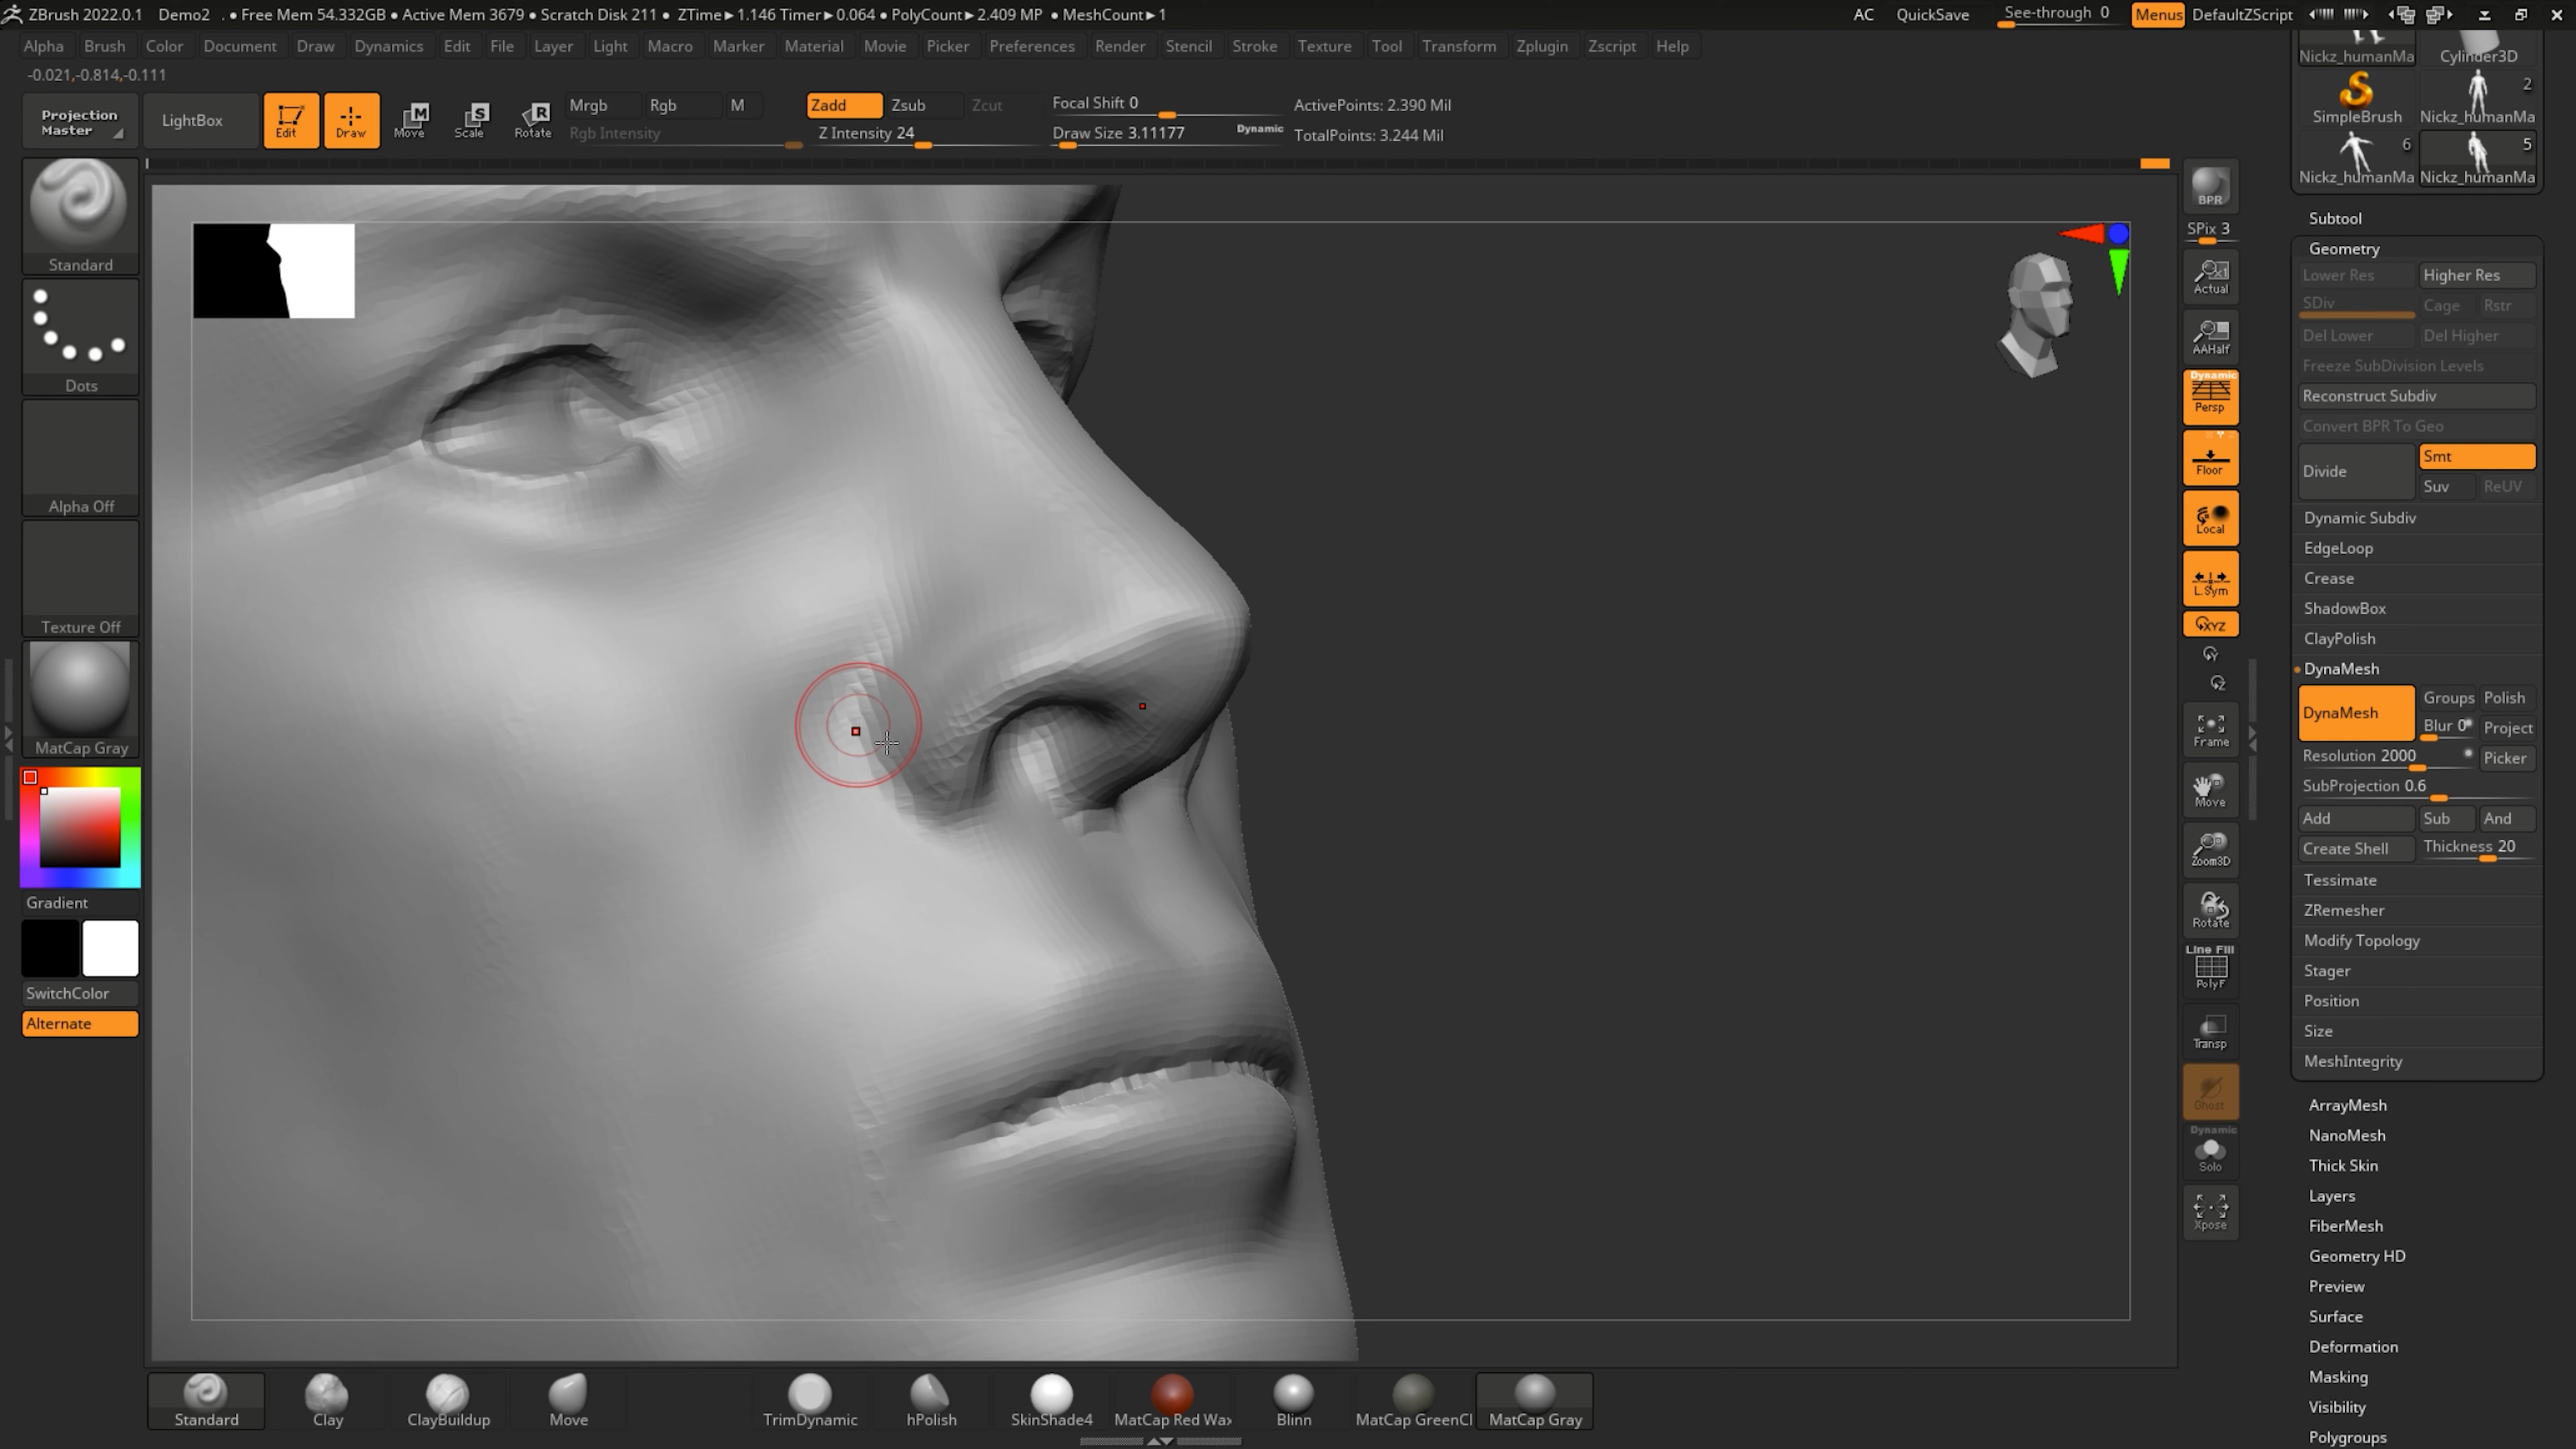 ZBrush 2022.0.1 Demo2 . • Free Mem 54.332GB • Active Mem 3679 • Scratch Disk 211 • ZTime▸1.146 Timer▸0.064 • PolyCount▸2.409 MP • MeshCount▸1
AC QuickSave See-through 0 Menus DefaultZScript
Alpha Brush Color Document Draw Dynamics Edit File Layer Light Macro Marker Material Movie Picker Preferences Render Stencil Stroke Texture Tool Transform Zplugin Zscript Help
-0.021,-0.814,-0.111
Projection Master
LightBox
Edit
Draw
Move
Scale
Rotate
Mrgb Rgb M
Rgb Intensity
Zadd Zsub Zcut
Z Intensity 24
Focal Shift 0
Draw Size 3.11177 Dynamic
ActivePoints: 2.390 Mil
TotalPoints: 3.244 Mil
Standard
Dots
Alpha Off
Texture Off
MatCap Gray
Gradient
SwitchColor
Alternate
BPR
SPix 3
Actual
AAHalf
Dynamic
Persp
Floor
Local
L.Sym
XYZ
Y
Z
Frame
Move
Zoom3D
Rotate
Line Fill
PolyF
Transp
Ghost
Dynamic
Solo
Xpose
Nickz_humanMa Cylinder3D
2
SimpleBrush Nickz_humanMa
6 5
Nickz_humanMa Nickz_humanMa
Subtool
Geometry
Lower Res Higher Res
SDiv Cage Rstr
Del Lower Del Higher
Freeze SubDivision Levels
Reconstruct Subdiv
Convert BPR To Geo
Divide Smt
Suv ReUV
Dynamic Subdiv
EdgeLoop
Crease
ShadowBox
ClayPolish
DynaMesh
DynaMesh Groups Polish
Blur 0 Project
Resolution 2000 Picker
SubProjection 0.6
Add Sub And
Create Shell Thickness 20
Tessimate
ZRemesher
Modify Topology
Stager
Position
Size
MeshIntegrity
ArrayMesh
NanoMesh
Thick Skin
Layers
FiberMesh
Geometry HD
Preview
Surface
Deformation
Masking
Visibility
Polygroups
Standard Clay ClayBuildup Move TrimDynamic hPolish SkinShade4 MatCap Red Wax Blinn MatCap GreenCl MatCap Gray